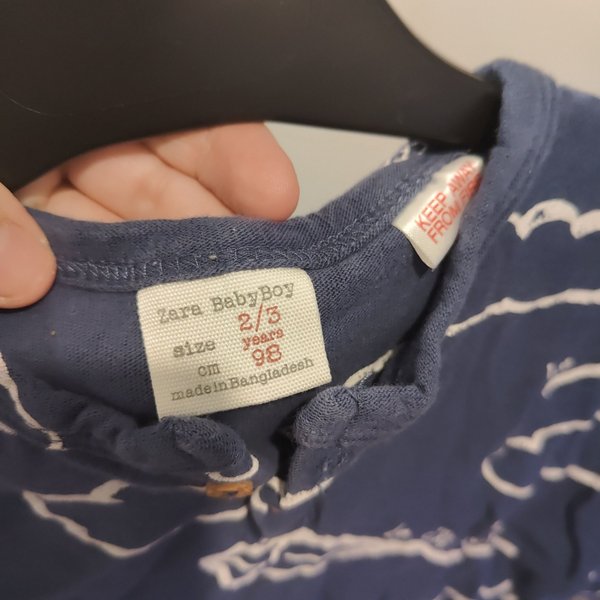 Zara BabyBoy
size 2/3
years
cm 98
made in Bangladesh
KEEP AWAY
FROM